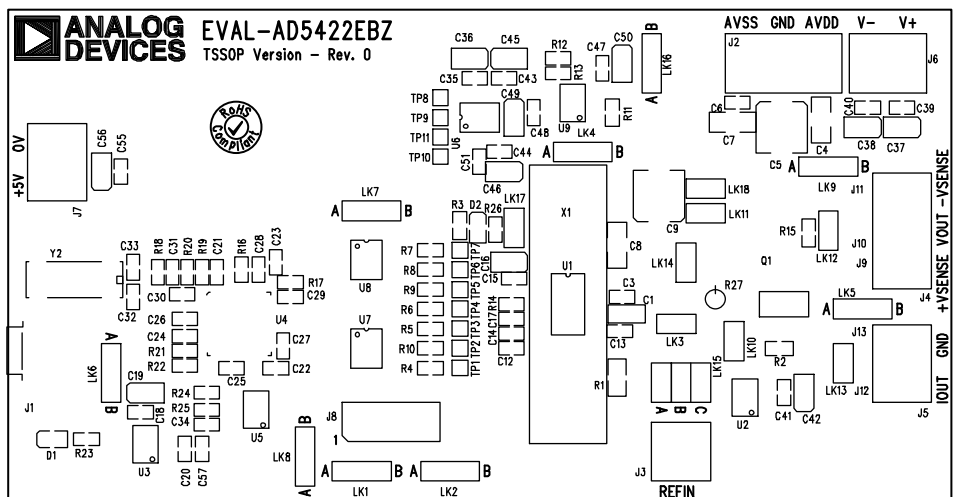 ANALOG DEVICES
EVAL-AD5422EBZ
TSSOP Version - Rev. 0
RoHS Compliant
AVSS GND AVDD V- V+
J2 J6
C36 C45 R12 C47 C50 LK16 B A
C35 C43 R13
TP8 C49 C48 U9 R11
TP9 U6 LK4
TP11
TP10 C51 C44 A B
C46
C6 C7 C5 C4 C40 C39
C38 C37
A B LK9 J11
+5V 0V J7 C56 C55
LK7 A B
R3 D2 R26 LK17 X1 C9 LK18 LK11
R15 LK12 J10 J9 J4
+VSENSE VOUT -VSENSE
Y2 C33 C32 R18 C31 R20 R19 C21 R16 C28 C23
R17 C29 C30
U8 R7 TP7
R8 TP6
R9 TP5
R6 TP4
R5 TP3
R10 TP2
R4 TP1
C16 C15 R14 C17 C14 C12
U1 C8 C3 C1 C13 R1
LK14 Q1 R27
LK5 A B
C26 U4 U7
C24 C27
R21
R22 C25 C22
A LK6 B
C19 C18
R24
R25
C34 U5
LK3 LK15 LK10 R2
A B C
J13 LK13 J12 J5
IOUT GND
U2 C41 C42
J1 D1 R23 U3 C20 C57
B LK8 A
J8 1
A B LK1
A B LK2
J3
REFIN